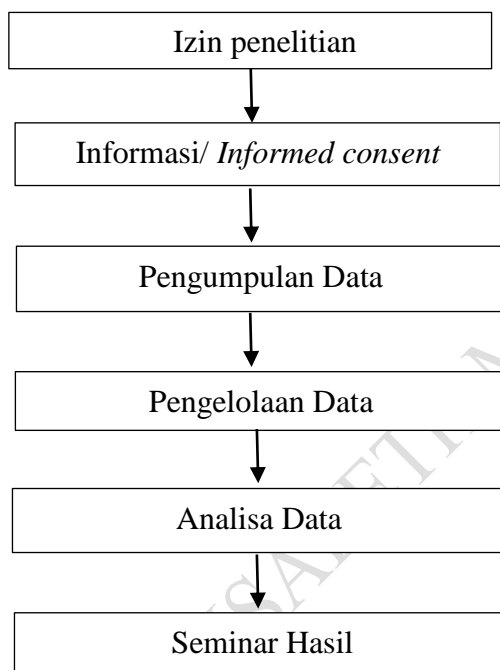 Izin penelitian
Informasi/ Informed consent
Pengumpulan Data
Pengelolaan Data
Analisa Data
Seminar Hasil